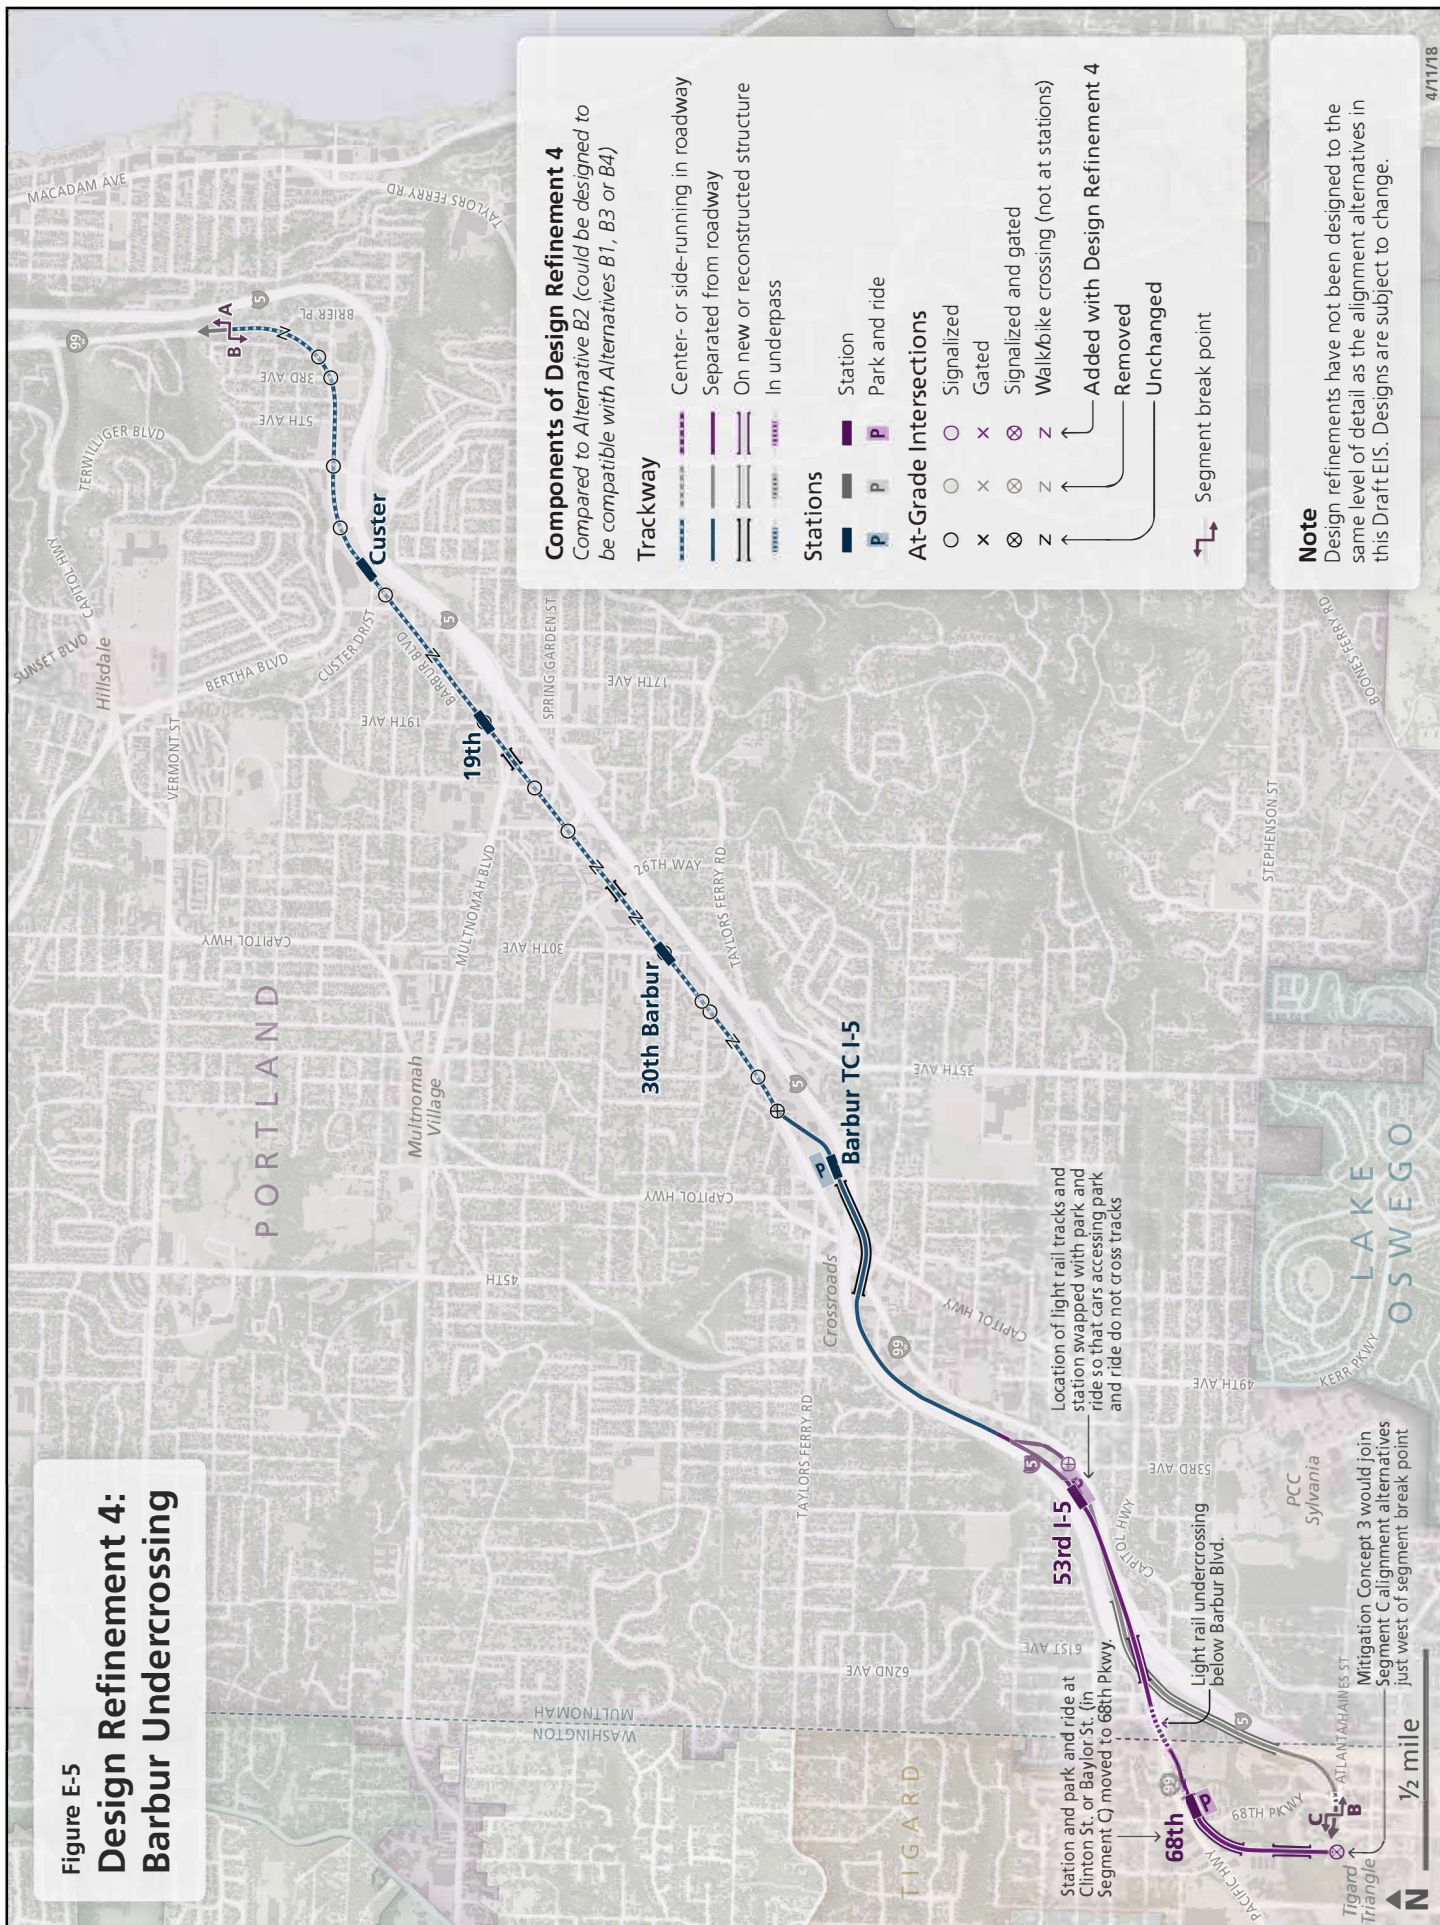 Figure E-5
Design Refinement 4:
Barbur Undercrossing
Components of Design Refinement 4
Compared to Alternative B2 (could be designed to
be compatible with Alternatives B1, B3 or B4)
Trackway
Center- or side-running in roadway
Separated from roadway
On new or reconstructed structure
In underpass
Stations
Station
P P P Park and ride
At-Grade Intersections
Signalized
Gated
Signalized and gated
Walk/bike crossing (not at stations)
Added with Design Refinement 4
Removed
Unchanged
Segment break point
Note
Design refinements have not been designed to the
same level of detail as the alignment alternatives in
this Draft EIS. Designs are subject to change.
4/11/18
MACADAM AVE
TAYLORS FERRY RD
99W
5
A
B
BRIER PL
3RD AVE
5TH AVE
TERWILLIGER BLVD
CAPITOL HWY
SUNSET BLVD
Hillsdale
BERTHA BLVD
CUSTER DR/ST
Custer
BARBUR BLVD
5
VERMONT ST
19TH AVE
19th
SPRING GARDEN ST
17TH AVE
MULTNOMAH BLVD
CAPITOL HWY
30TH AVE
26TH WAY
TAYLORS FERRY RD
30th Barbur
PORTLAND
Multnomah
Village
STEPHENSON ST
BOONES FERRY RD
35TH AVE
5
Barbur TC I-5
P
CAPITOL HWY
45TH
Crossroads
CAPITOL HWY
99W
49TH AVE
KERR PKWY
LAKE
OSWEGO
TAYLORS FERRY RD
Location of light rail tracks and
station swapped with park and
ride so that cars accessing park
and ride do not cross tracks
5
P
53rd I-5
53RD AVE
CAPITOL HWY
PCC
Sylvania
61ST AVE
62ND AVE
MULTNOMAH
WASHINGTON
Light rail undercrossing
below Barbur Blvd.
Station and park and ride at
Clinton St. or Baylor St. (in
Segment C) moved to 68th Pkwy.
Mitigation Concept 3 would join
Segment C alignment alternatives
just west of segment break point
5
ATLANTA/HAINES ST
99W
P
68th
68TH PKWY
C
B
PACIFIC HWY
TIGARD
Tigard
Triangle
N
½ mile